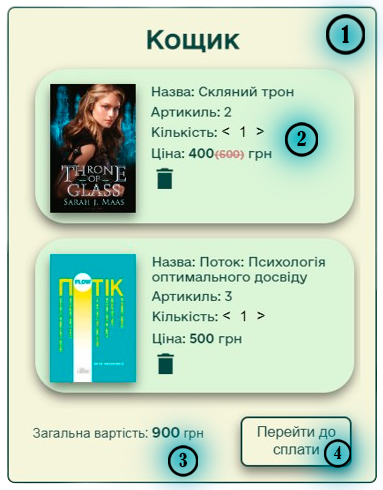 Кощик
1
Назва: Скляний трон
Артикиль: 2
Кількість: < 1 >
2
Ціна: 400(600) грн
THRONE
OF
GLASS
SARAH J. MAAS
Назва: Поток: Психологія
оптимального досвіду
Артикиль: 3
Кількість: < 1 >
Ціна: 500 грн
FLOW
ПОТІК
Загальна вартість: 900 грн
3
Перейти до
сплати
4